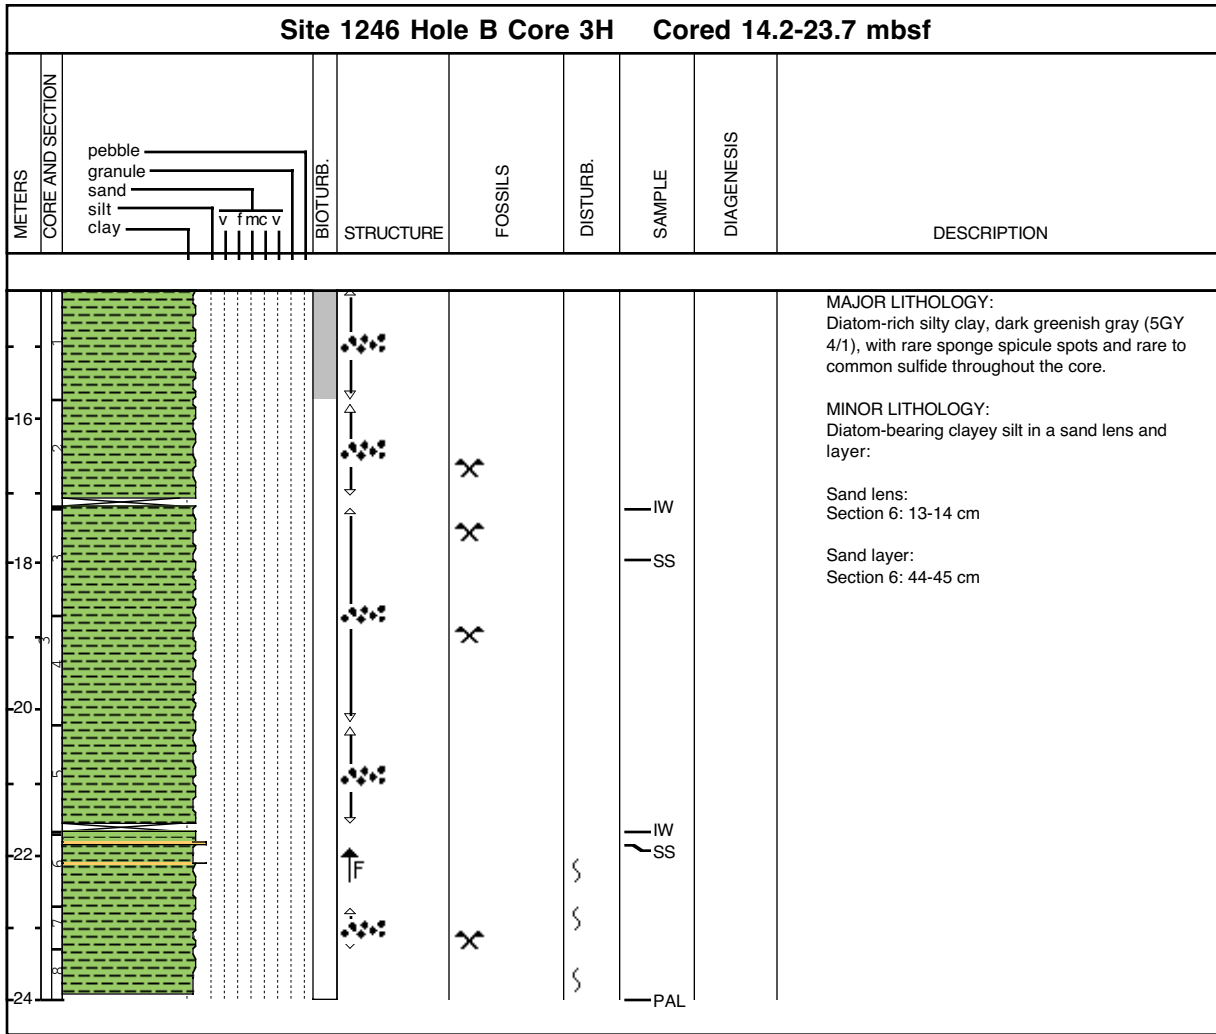 Site 1246 Hole B Core 3H Cored 14.2-23.7 mbsf
METERS
CORE AND SECTION
pebble
granule
sand
silt
clay
v f m c v
BIOTURB.
STRUCTURE
FOSSILS
DISTURB.
SAMPLE
DIAGENESIS
DESCRIPTION
MAJOR LITHOLOGY:
Diatom-rich silty clay, dark greenish gray (5GY
4/1), with rare sponge spicule spots and rare to
common sulfide throughout the core.
MINOR LITHOLOGY:
Diatom-bearing clayey silt in a sand lens and
layer:
Sand lens:
Section 6: 13-14 cm
Sand layer:
Section 6: 44-45 cm
16
18
20
22
24
3
1
2
3
4
5
6
7
8
F
IW
SS
IW
SS
PAL